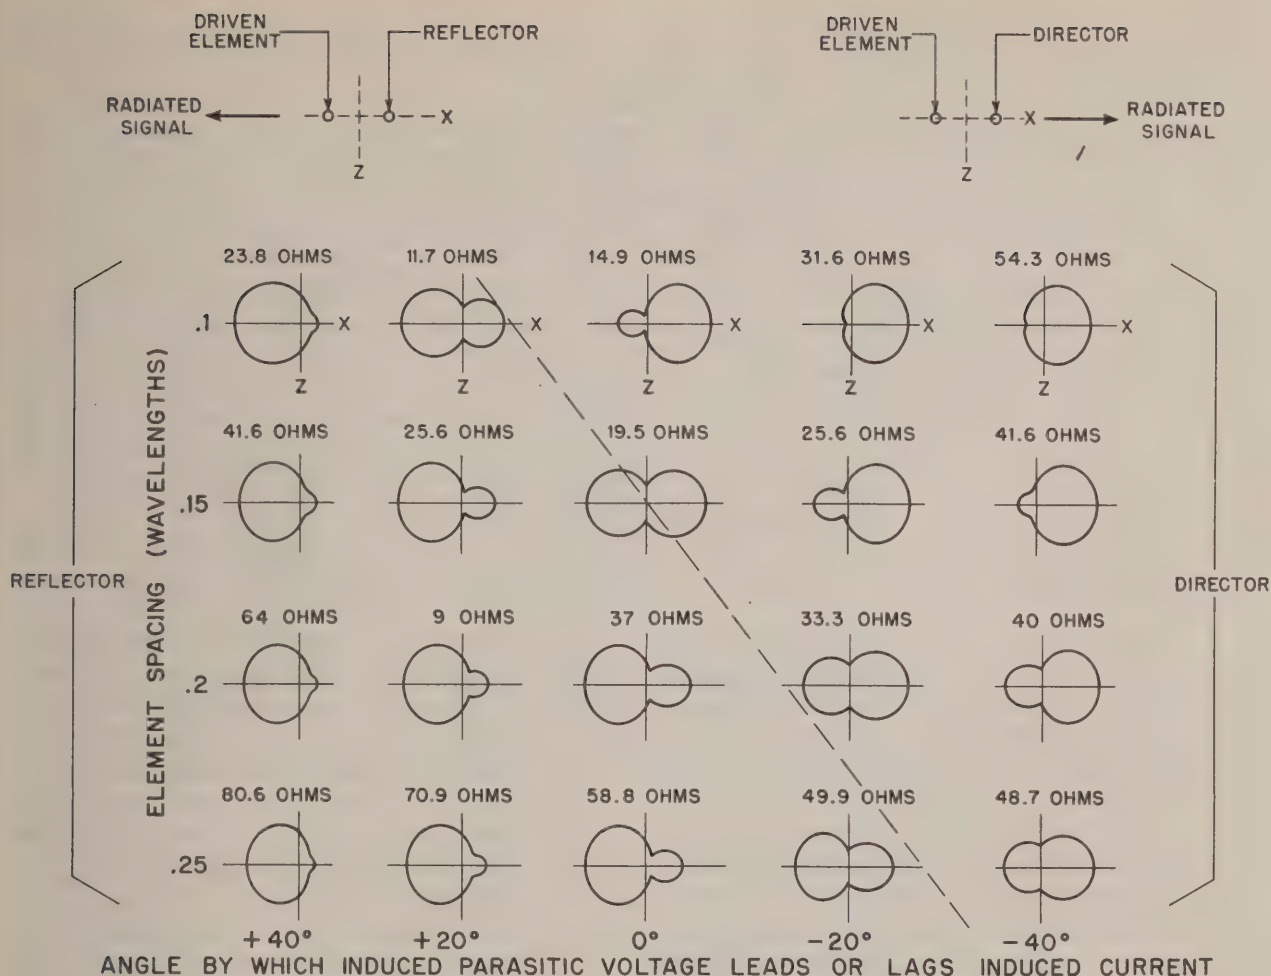 DRIVEN
ELEMENT
REFLECTOR
RADIATED
SIGNAL
X
Z
DRIVEN
ELEMENT
DIRECTOR
X
RADIATED
SIGNAL
Z
23.8 OHMS 11.7 OHMS 14.9 OHMS 31.6 OHMS 54.3 OHMS
.1 X X X X X
Z Z Z Z Z
41.6 OHMS 25.6 OHMS 19.5 OHMS 25.6 OHMS 41.6 OHMS
.15
REFLECTOR
ELEMENT SPACING (WAVELENGTHS)
DIRECTOR
64 OHMS 9 OHMS 37 OHMS 33.3 OHMS 40 OHMS
.2
80.6 OHMS 70.9 OHMS 58.8 OHMS 49.9 OHMS 48.7 OHMS
.25
+40° +20° 0° -20° -40°
ANGLE BY WHICH INDUCED PARASITIC VOLTAGE LEADS OR LAGS INDUCED CURRENT